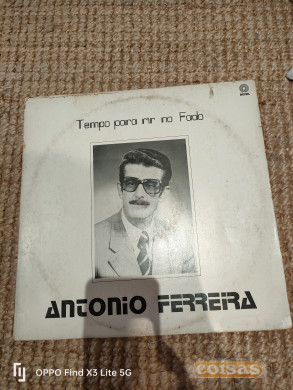 Tempo para rir no Fado
ANTONIO FERREIRA
OPPO Find X3 Lite 5G
coisas